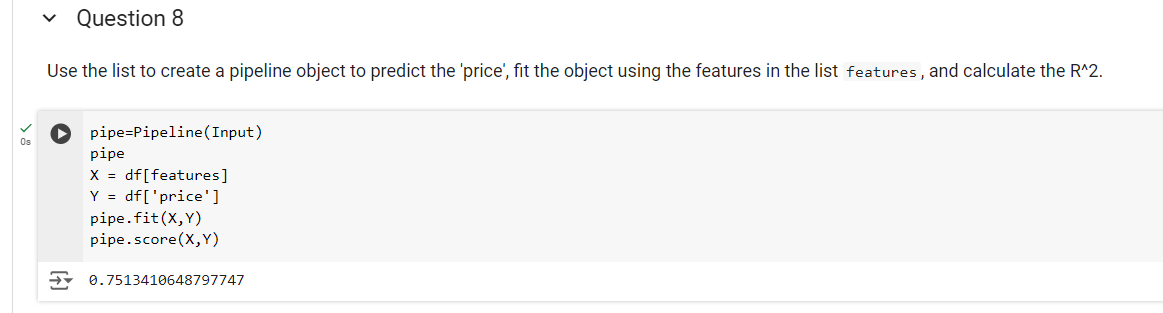 Question 8
Use the list to create a pipeline object to predict the 'price', fit the object using the features in the list features, and calculate the R^2.
0s
pipe=Pipeline(Input)
pipe
X = df[features]
Y = df['price']
pipe.fit(X,Y)
pipe.score(X,Y)
0.7513410648797747